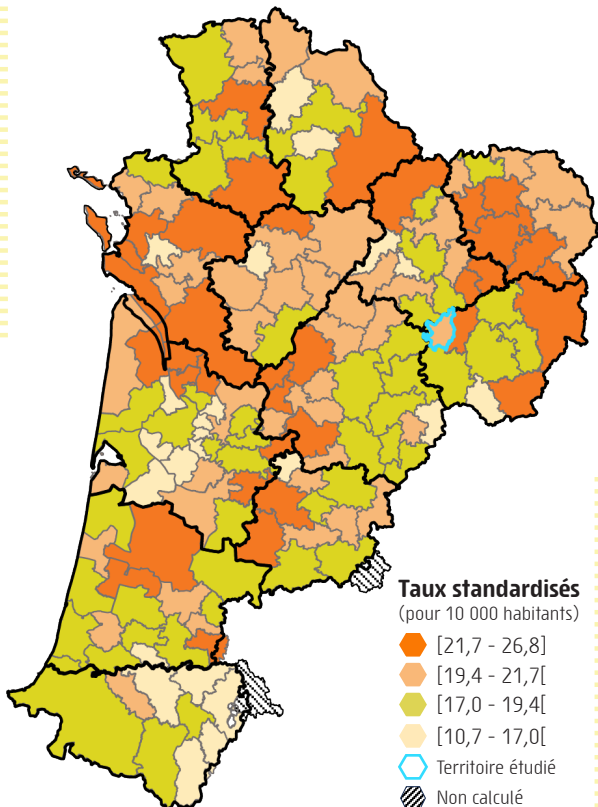 Taux standardisés
(pour 10 000 habitants)
[21,7 - 26,8]
[19,4 - 21,7[
[17,0 - 19,4[
[10,7 - 17,0[
Territoire étudié
Non calculé